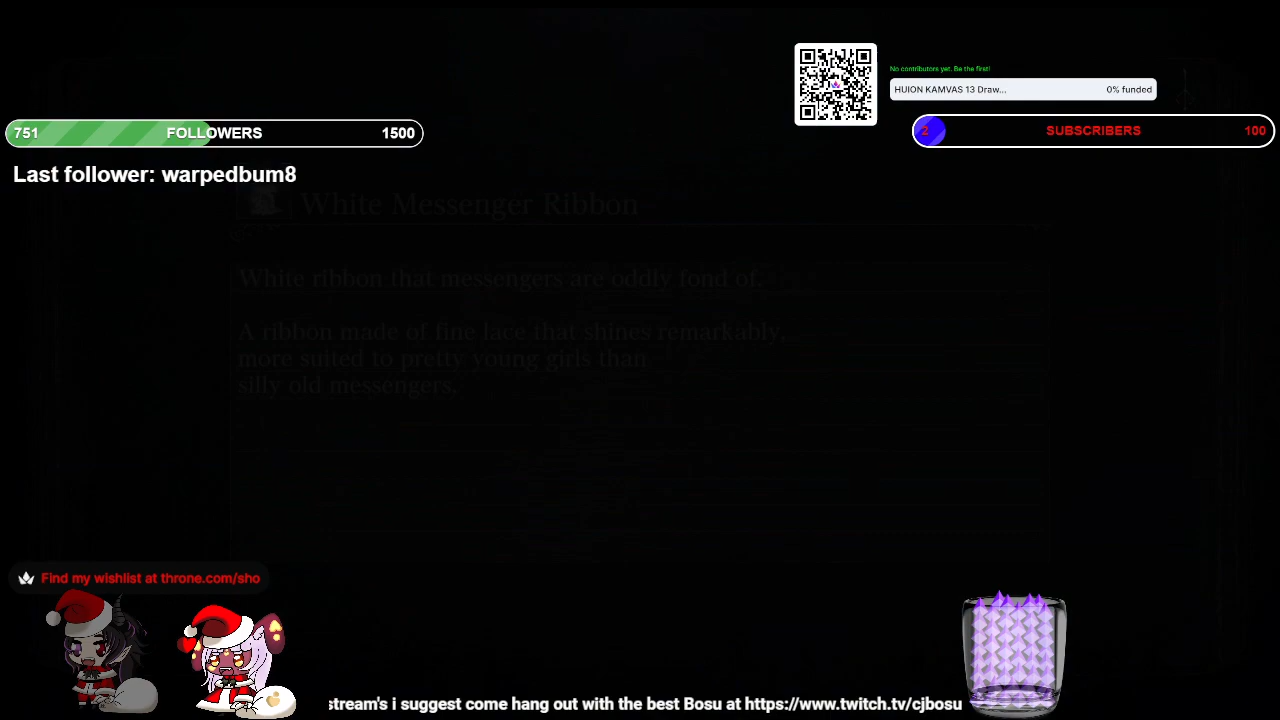 No contributors yet. Be the first!
HUION KAMVAS 13 Draw... 0% funded
751 FOLLOWERS 1500
2 SUBSCRIBERS 100
Last follower: warpedbum8
White Messenger Ribbon
White ribbon that messengers are oddly fond of.
A ribbon made of fine lace that shines remarkably,
more suited to pretty young girls than
silly old messengers.
Find my wishlist at throne.com/sho
stream's i suggest come hang out with the best Bosu at https://www.twitch.tv/cjbosu